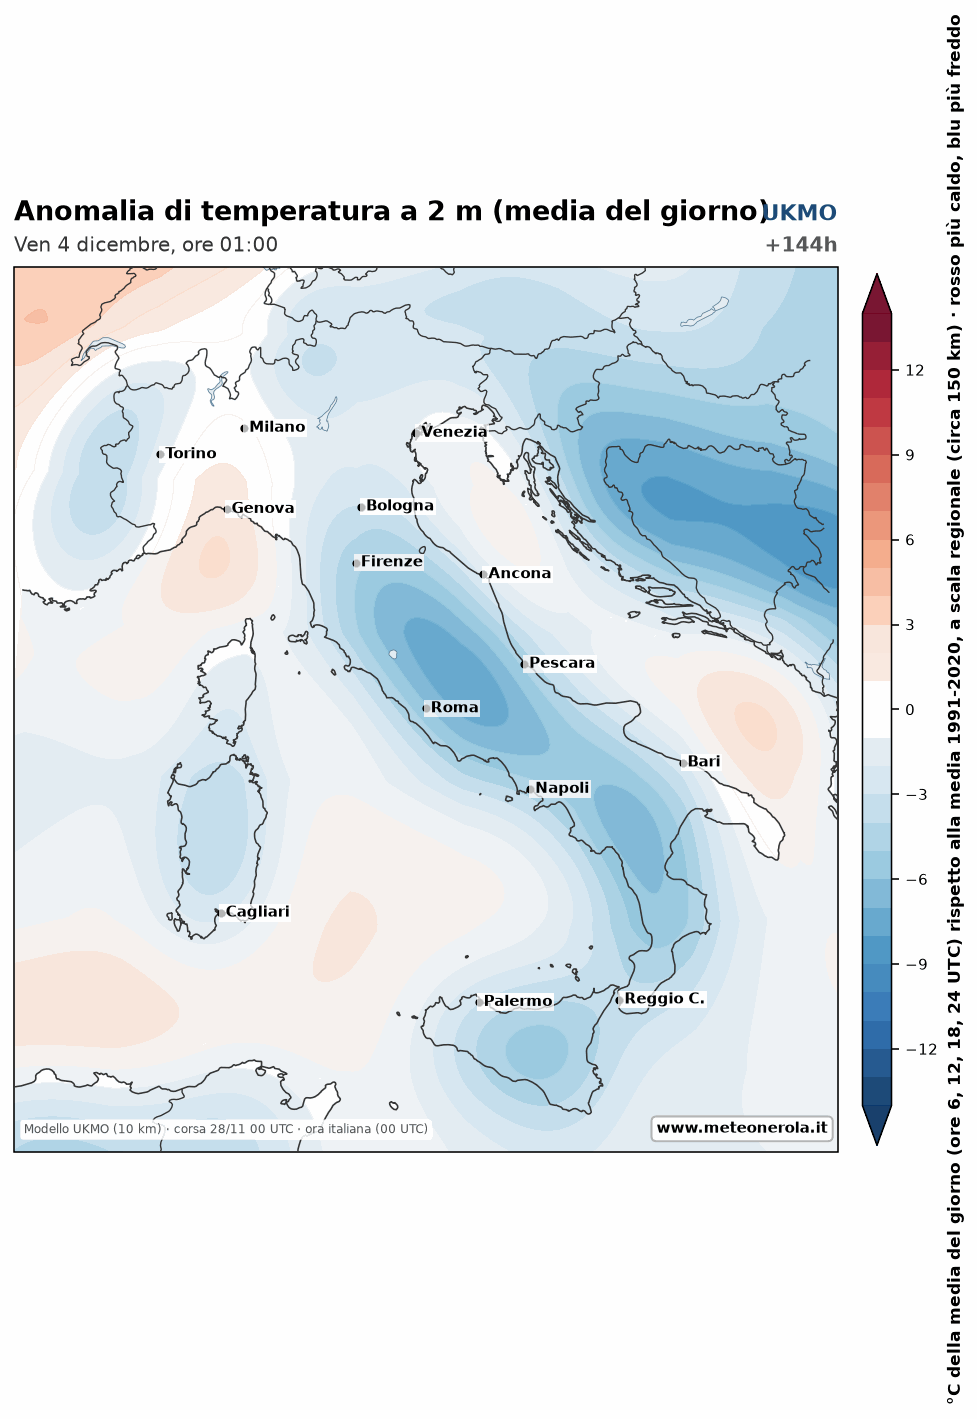 Anomalia di temperatura a 2 m (media del giorno)
UKMO
Ven 4 dicembre, ore 01:00
+144h
Milano
Venezia
Torino
Genova
Bologna
Firenze
Ancona
Pescara
Roma
Bari
Napoli
Cagliari
Palermo
Reggio C.
Modello UKMO (10 km) · corsa 28/11 00 UTC · ora italiana (00 UTC)
www.meteonerola.it
12
9
6
3
0
−3
−6
−9
−12
°C della media del giorno (ore 6, 12, 18, 24 UTC) rispetto alla media 1991-2020, a scala regionale (circa 150 km) · rosso più caldo, blu più freddo